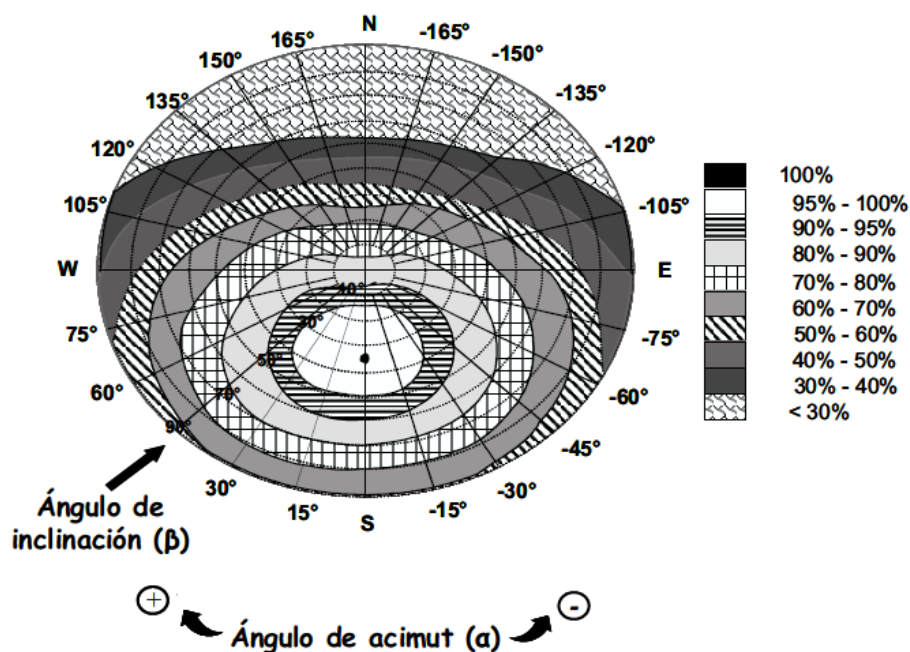 N
165°
-165°
150°
-150°
135°
-135°
120°
-120°
105°
-105°
W
E
75°
-75°
60°
-60°
-45°
30°
-30°
15°
-15°
S
10°
30°
50°
70°
90°
100%
95% - 100%
90% - 95%
80% - 90%
70% - 80%
60% - 70%
50% - 60%
40% - 50%
30% - 40%
< 30%
Ángulo de
inclinación (β)
+
-
Ángulo de acimut (α)